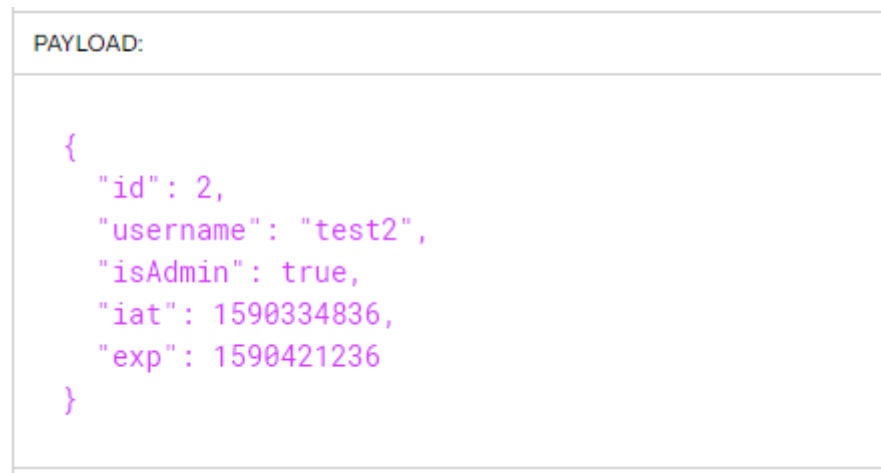 PAYLOAD:
{
"id": 2,
"username": "test2",
"isAdmin": true,
"iat": 1590334836,
"exp": 1590421236
}